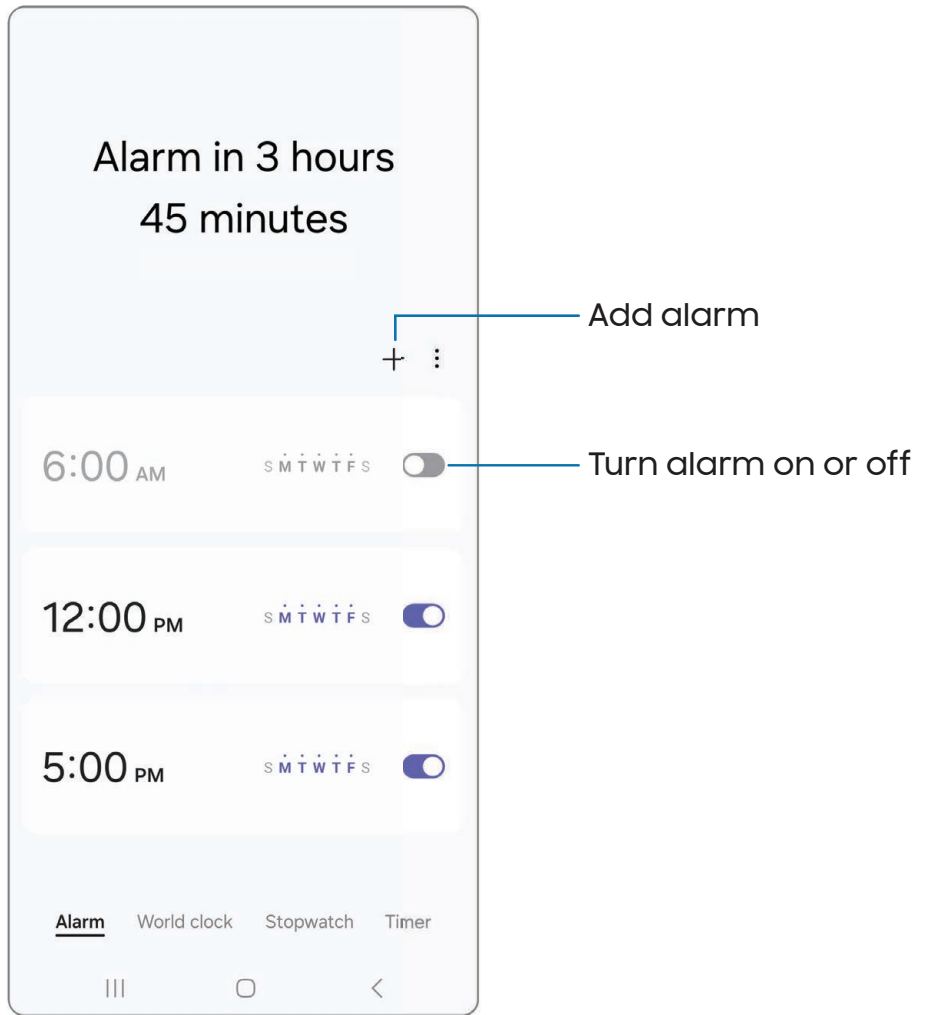 Alarm in 3 hours
45 minutes
Add alarm
6:00 AM S M T W T F S
Turn alarm on or off
12:00 PM S M T W T F S
5:00 PM S M T W T F S
Alarm World clock Stopwatch Timer